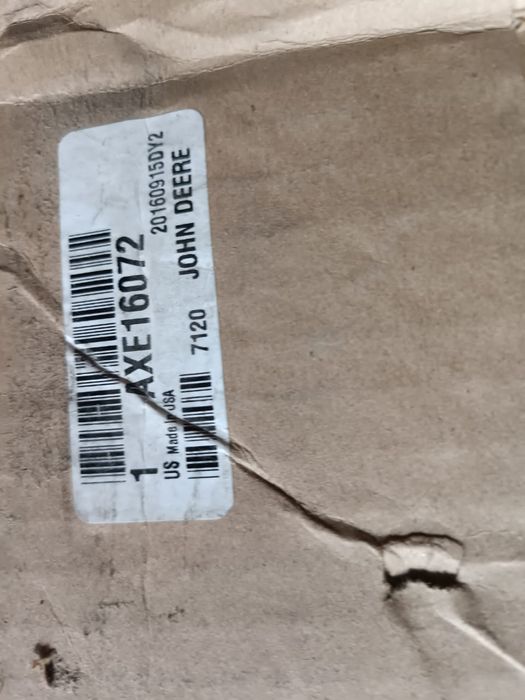 AXE16072
1 20160915DY2
US Made in USA
7120 JOHN DEERE